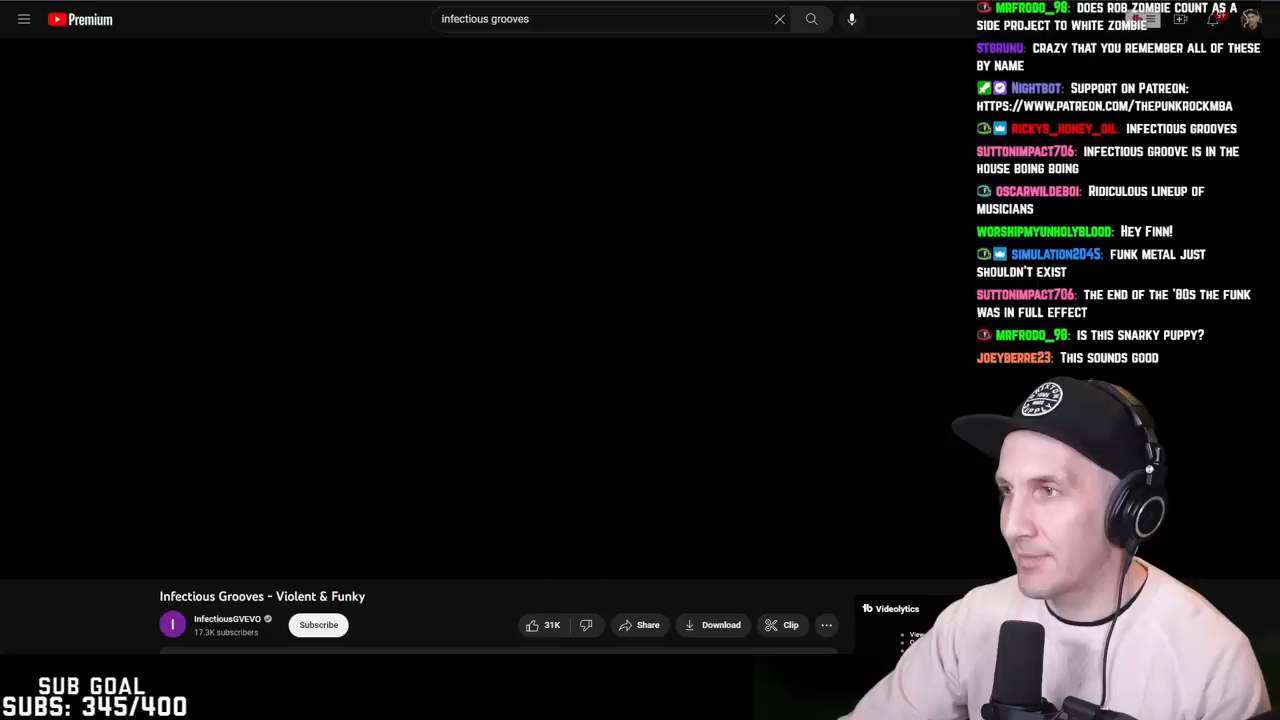 Premium
infectious grooves
9+
MRFRODO_98: DOES ROB ZOMBIE COUNT AS A
SIDE PROJECT TO WHITE ZOMBIE
STGRUNU: CRAZY THAT YOU REMEMBER ALL OF THESE
BY NAME
NIGHTBOT: SUPPORT ON PATREON:
HTTPS://WWW.PATREON.COM/THEPUNKROCKMBA
RICKYS_HONEY_OIL: INFECTIOUS GROOVES
SUTTONIMPACT706: INFECTIOUS GROOVE IS IN THE
HOUSE BOING BOING
OSCARWILDEBOI: RIDICULOUS LINEUP OF
MUSICIANS
WORSHIPMYUNHOLYBLOOD: HEY FINN!
SIMULATION2045: FUNK METAL JUST
SHOULDN'T EXIST
SUTTONIMPACT706: THE END OF THE '80S THE FUNK
WAS IN FULL EFFECT
MRFRODO_98: IS THIS SNARKY PUPPY?
JOEYBERRE23: THIS SOUNDS GOOD
Infectious Grooves - Violent & Funky
I
InfectiousGVEVO
17.3K subscribers
Subscribe
31K
Share
Download
Clip
Videolytics
SUB GOAL
SUBS: 345/400